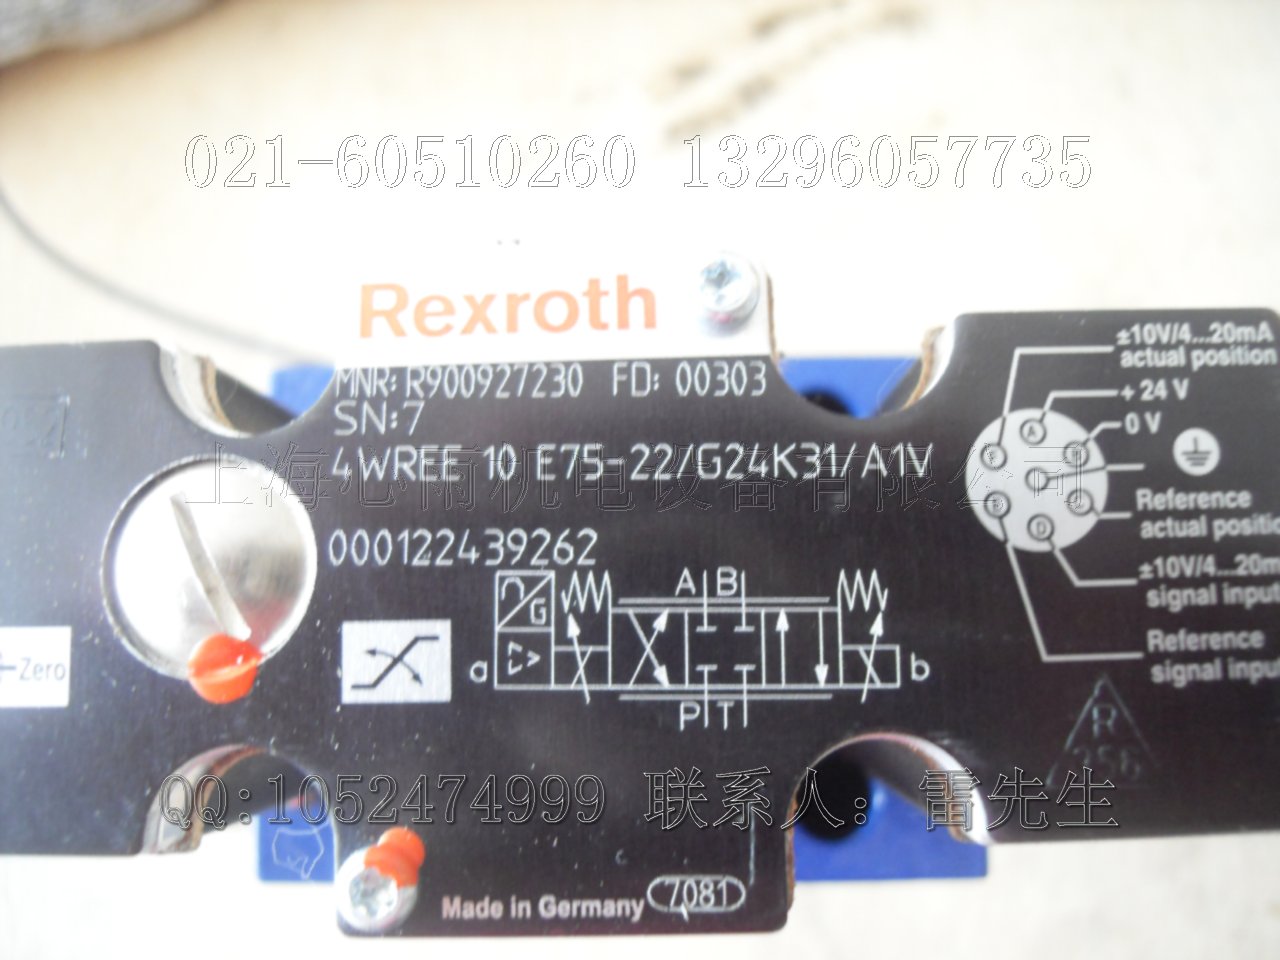 021-60510260 13296057735
Rexroth
MNR: R900927230 FD: 00303
SN: 7
4WREE 10 E75-22/G24K31/A1V
上海心雨机电设备有限公司
000122439262
A B
G
a b
P T
Zero
±10V/4...20mA
actual position
+ 24 V
0 V
A
D
Reference
actual positio
±10V/4...20m
signal input
Reference
signal inpu
R
QQ:1052474999 联系人: 雷先生
Made in Germany 7081